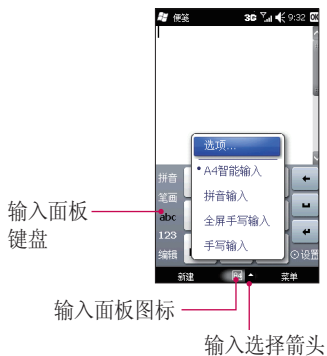 便笺 3G 9:32 OK
选项...
A4智能输入
拼音输入
全屏手写输入
手写输入
拼音
笔画
abc
123
编辑
设置
新建 菜单
输入面板
键盘
输入面板图标
输入选择箭头